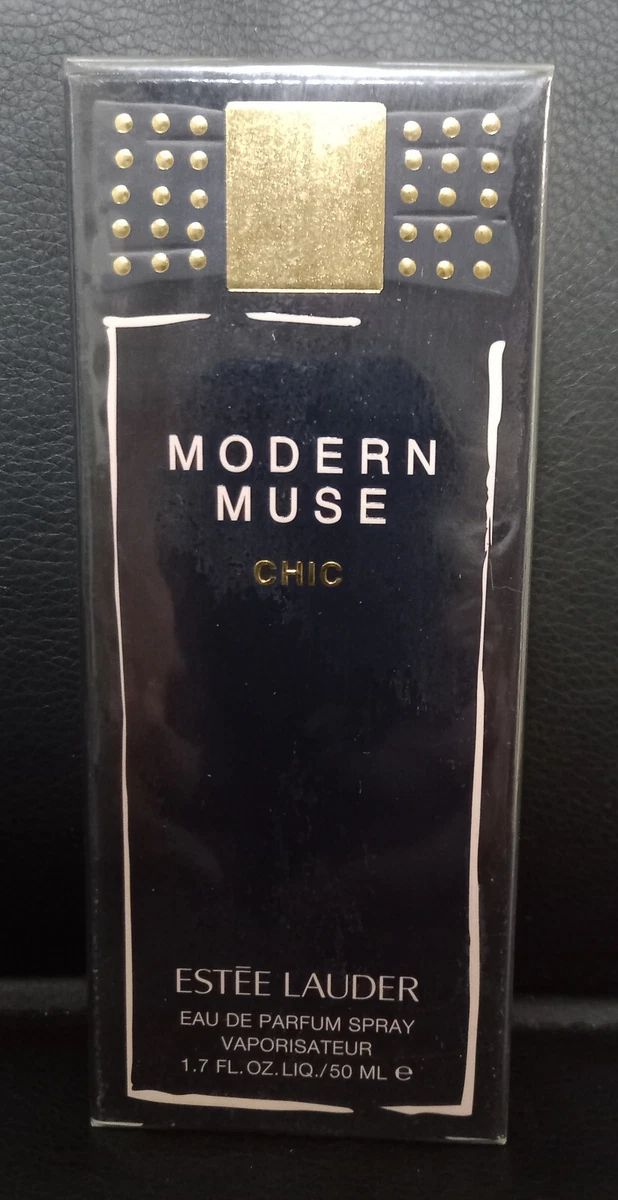 MODERN
MUSE
CHIC
ESTĒE LAUDER
EAU DE PARFUM SPRAY
VAPORISATEUR
1.7 FL.OZ.LIQ./50 ML ℮